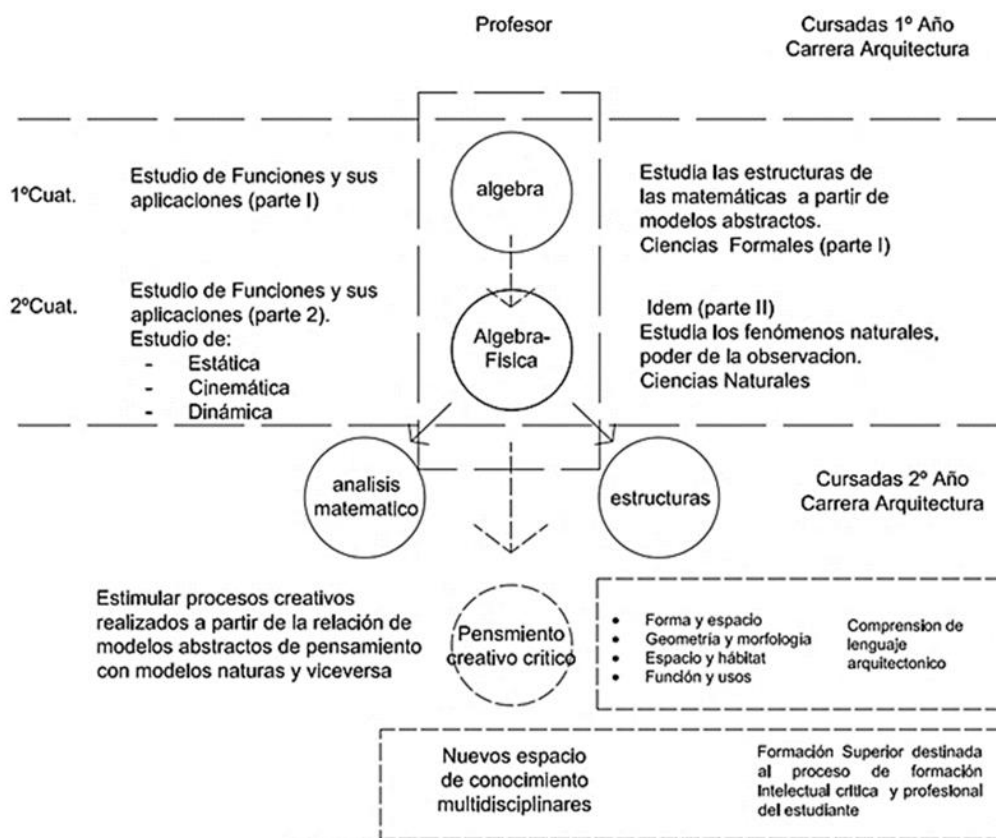 Profesor
Cursadas 1º Año
Carrera Arquitectura
1ºCuat.
Estudio de Funciones y sus
aplicaciones (parte I)
algebra
Estudia las estructuras de
las matemáticas a partir de
modelos abstractos.
Ciencias Formales (parte I)
2ºCuat.
Estudio de Funciones y sus
aplicaciones (parte 2).
Estudio de:
- Estática
- Cinemática
- Dinámica
Algebra-
Física
Idem (parte II)
Estudia los fenómenos naturales,
poder de la observacion.
Ciencias Naturales
analisis
matematico
estructuras
Cursadas 2º Año
Carrera Arquitectura
Estimular procesos creativos
realizados a partir de la relación de
modelos abstractos de pensamiento
con modelos naturas y viceversa
Pensmiento
creativo critico
• Forma y espacio
• Geometría y morfologia
• Espacio y hábitat
• Función y usos
Comprension de
lenguaje
arquitectonico
Nuevos espacio
de conocimiento
multidisciplinares
Formación Superior destinada
al proceso de formación
Intelectual critica y profesional
del estudiante